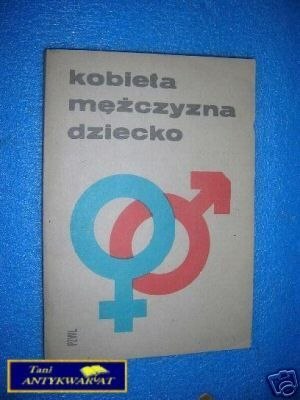 kobieta
mężczyzna
dziecko
PZWL
Tani
ANTYKWARIAT